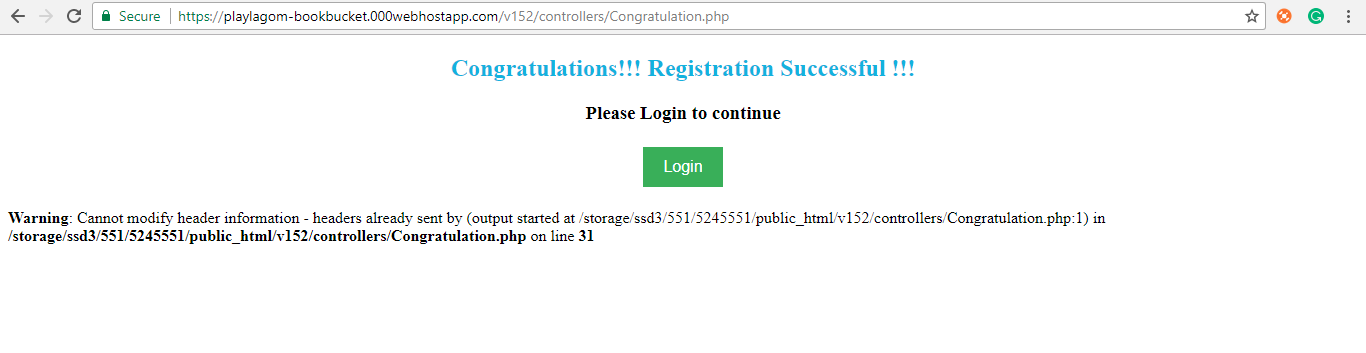 Secure https://playlagom-bookbucket.000webhostapp.com/v152/controllers/Congratulation.php
Congratulations!!! Registration Successful !!!
Please Login to continue
Login
Warning: Cannot modify header information - headers already sent by (output started at /storage/ssd3/551/5245551/public_html/v152/controllers/Congratulation.php:1) in
/storage/ssd3/551/5245551/public_html/v152/controllers/Congratulation.php on line 31